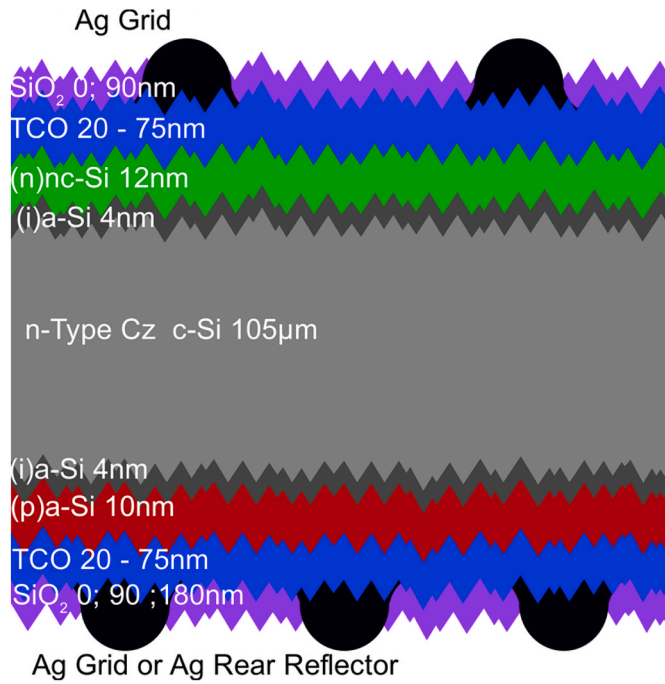 Ag Grid
SiO₂ 0; 90nm
TCO 20 - 75nm
(n)nc-Si 12nm
(i)a-Si 4nm
n-Type Cz c-Si 105µm
(i)a-Si 4nm
(p)a-Si 10nm
TCO 20 - 75nm
SiO₂ 0; 90 ;180nm
Ag Grid or Ag Rear Reflector